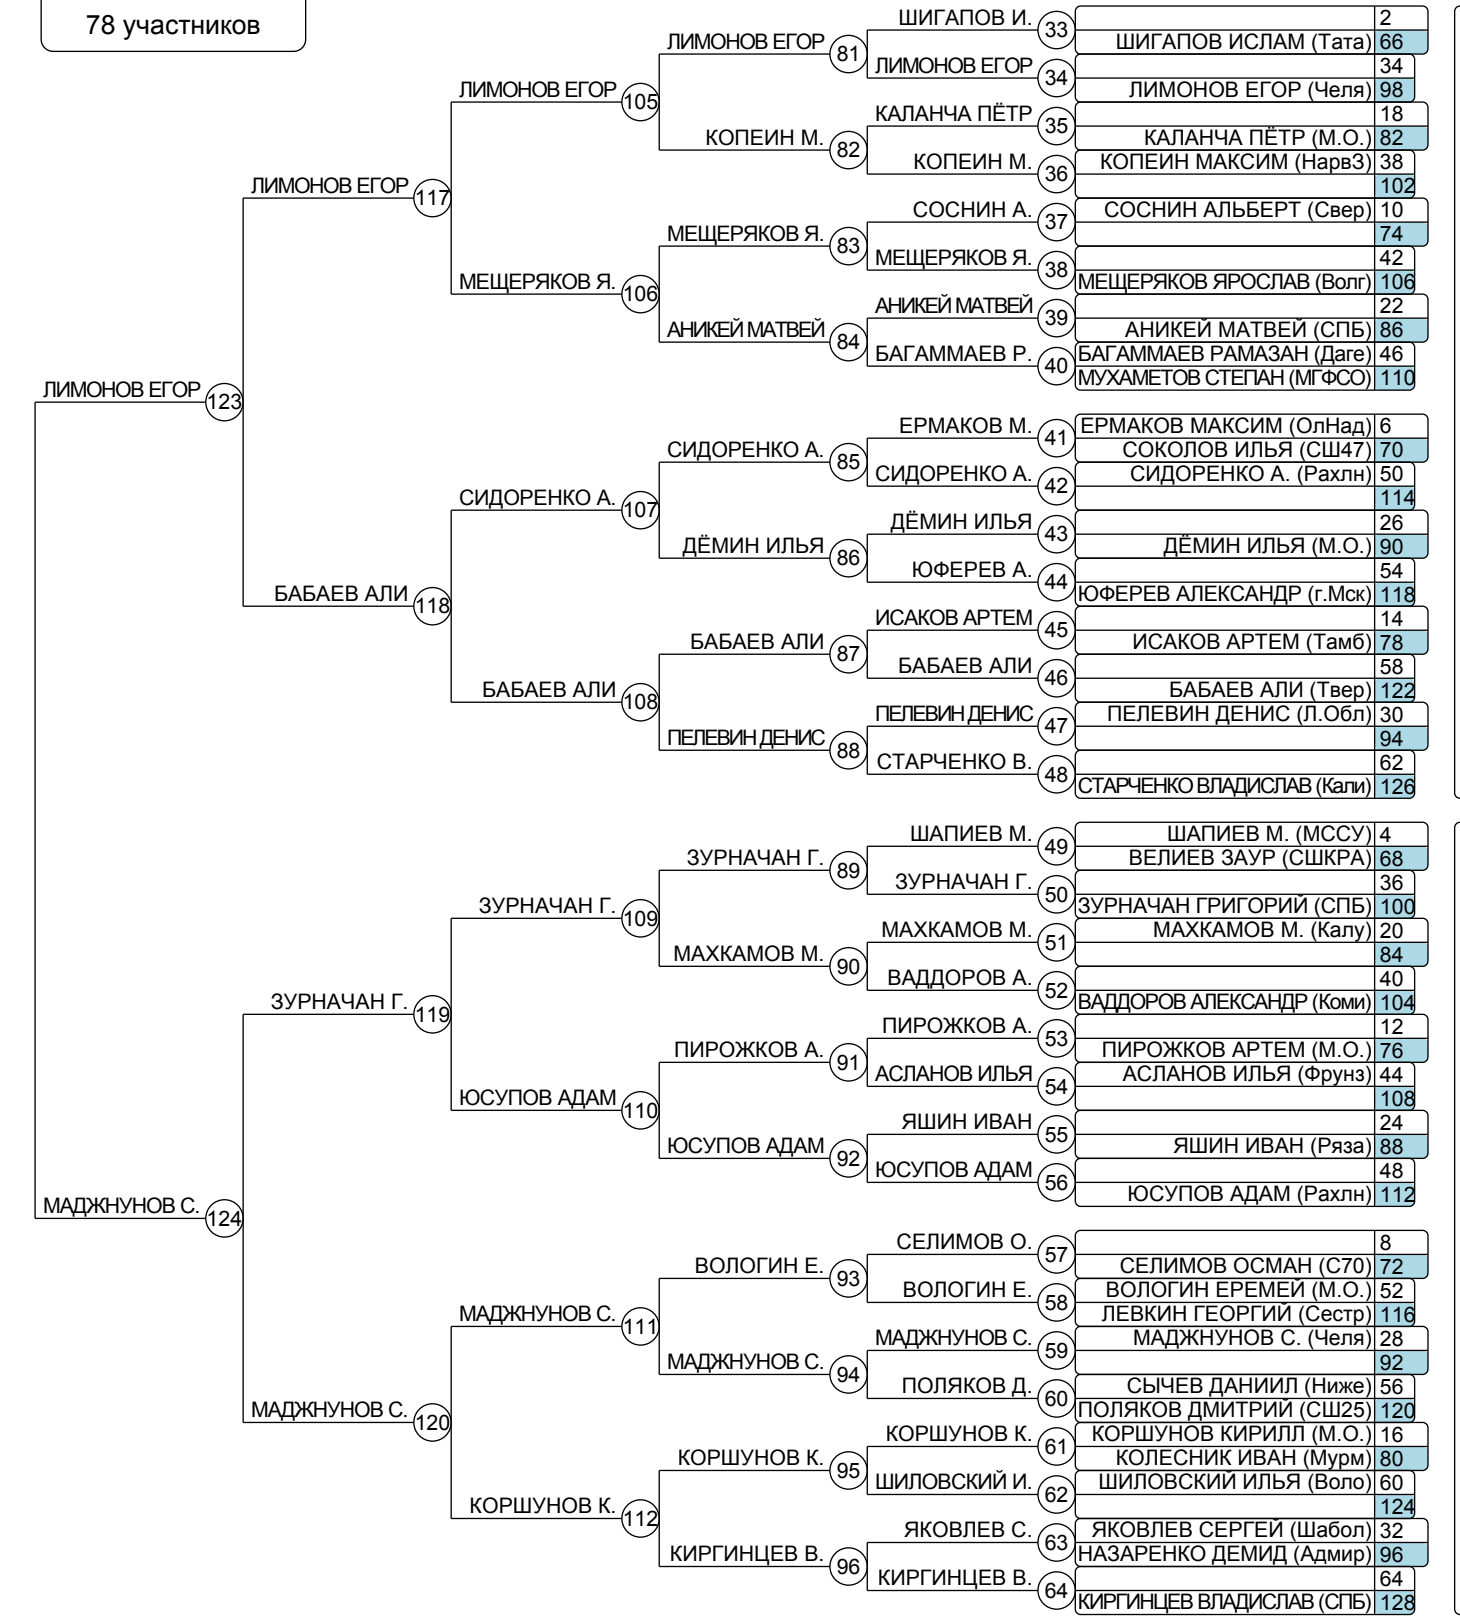 78 участников
ШИГАПОВ И. 33 2
ШИГАПОВ ИСЛАМ (Тата) 66
ЛИМОНОВ ЕГОР 81
ЛИМОНОВ ЕГОР 34 34
ЛИМОНОВ ЕГОР (Челя) 98
ЛИМОНОВ ЕГОР 105
КАЛАНЧА ПЁТР 35 18
КАЛАНЧА ПЁТР (М.О.) 82
КОПЕИН М. 82
КОПЕИН М. 36 КОПЕИН МАКСИМ (Нарв3) 38
102
ЛИМОНОВ ЕГОР 117
СОСНИН А. 37 СОСНИН АЛЬБЕРТ (Свер) 10
74
МЕЩЕРЯКОВ Я. 83
МЕЩЕРЯКОВ Я. 38 42
МЕЩЕРЯКОВ ЯРОСЛАВ (Волг) 106
МЕЩЕРЯКОВ Я. 106
АНИКЕЙ МАТВЕЙ 39 22
АНИКЕЙ МАТВЕЙ (СПБ) 86
АНИКЕЙ МАТВЕЙ 84
БАГАММАЕВ Р. 40 БАГАММАЕВ РАМАЗАН (Даге) 46
МУХАМЕТОВ СТЕПАН (МГФСО) 110
ЛИМОНОВ ЕГОР 123
ЕРМАКОВ М. 41 ЕРМАКОВ МАКСИМ (ОлНад) 6
СОКОЛОВ ИЛЬЯ (СШ47) 70
СИДОРЕНКО А. 85
СИДОРЕНКО А. 42 СИДОРЕНКО А. (Рахлн) 50
114
СИДОРЕНКО А. 107
ДЁМИН ИЛЬЯ 43 26
ДЁМИН ИЛЬЯ (М.О.) 90
ДЁМИН ИЛЬЯ 86
ЮФЕРЕВ А. 44 54
ЮФЕРЕВ АЛЕКСАНДР (г.Мск) 118
БАБАЕВ АЛИ 118
ИСАКОВ АРТЕМ 45 14
ИСАКОВ АРТЕМ (Тамб) 78
БАБАЕВ АЛИ 87
БАБАЕВ АЛИ 46 58
БАБАЕВ АЛИ (Твер) 122
БАБАЕВ АЛИ 108
ПЕЛЕВИН ДЕНИС 47 ПЕЛЕВИН ДЕНИС (Л.Обл) 30
94
ПЕЛЕВИН ДЕНИС 88
СТАРЧЕНКО В. 48 62
СТАРЧЕНКО ВЛАДИСЛАВ (Кали) 126
ШАПИЕВ М. 49 ШАПИЕВ М. (МССУ) 4
ВЕЛИЕВ ЗАУР (СШКРА) 68
ЗУРНАЧАН Г. 89
ЗУРНАЧАН Г. 50 36
ЗУРНАЧАН ГРИГОРИЙ (СПБ) 100
ЗУРНАЧАН Г. 109
МАХКАМОВ М. 51 МАХКАМОВ М. (Калу) 20
84
МАХКАМОВ М. 90
ВАДДОРОВ А. 52 40
ВАДДОРОВ АЛЕКСАНДР (Коми) 104
ЗУРНАЧАН Г. 119
ПИРОЖКОВ А. 53 12
ПИРОЖКОВ АРТЕМ (М.О.) 76
ПИРОЖКОВ А. 91
АСЛАНОВ ИЛЬЯ 54 АСЛАНОВ ИЛЬЯ (Фрунз) 44
108
ЮСУПОВ АДАМ 110
ЯШИН ИВАН 55 24
ЯШИН ИВАН (Ряза) 88
ЮСУПОВ АДАМ 92
ЮСУПОВ АДАМ 56 48
ЮСУПОВ АДАМ (Рахлн) 112
МАДЖНУНОВ С. 124
СЕЛИМОВ О. 57 8
СЕЛИМОВ ОСМАН (С70) 72
ВОЛОГИН Е. 93
ВОЛОГИН Е. 58 ВОЛОГИН ЕРЕМЕЙ (М.О.) 52
ЛЕВКИН ГЕОРГИЙ (Сестр) 116
МАДЖНУНОВ С. 111
МАДЖНУНОВ С. 59 МАДЖНУНОВ С. (Челя) 28
92
МАДЖНУНОВ С. 94
ПОЛЯКОВ Д. 60 СЫЧЕВ ДАНИИЛ (Ниже) 56
ПОЛЯКОВ ДМИТРИЙ (СШ25) 120
МАДЖНУНОВ С. 120
КОРШУНОВ К. 61 КОРШУНОВ КИРИЛЛ (М.О.) 16
КОЛЕСНИК ИВАН (Мурм) 80
КОРШУНОВ К. 95
ШИЛОВСКИЙ И. 62 ШИЛОВСКИЙ ИЛЬЯ (Воло) 60
124
КОРШУНОВ К. 112
ЯКОВЛЕВ С. 63 ЯКОВЛЕВ СЕРГЕЙ (Шабол) 32
НАЗАРЕНКО ДЕМИД (Адмир) 96
КИРГИНЦЕВ В. 96
КИРГИНЦЕВ В. 64 64
КИРГИНЦЕВ ВЛАДИСЛАВ (СПБ) 128